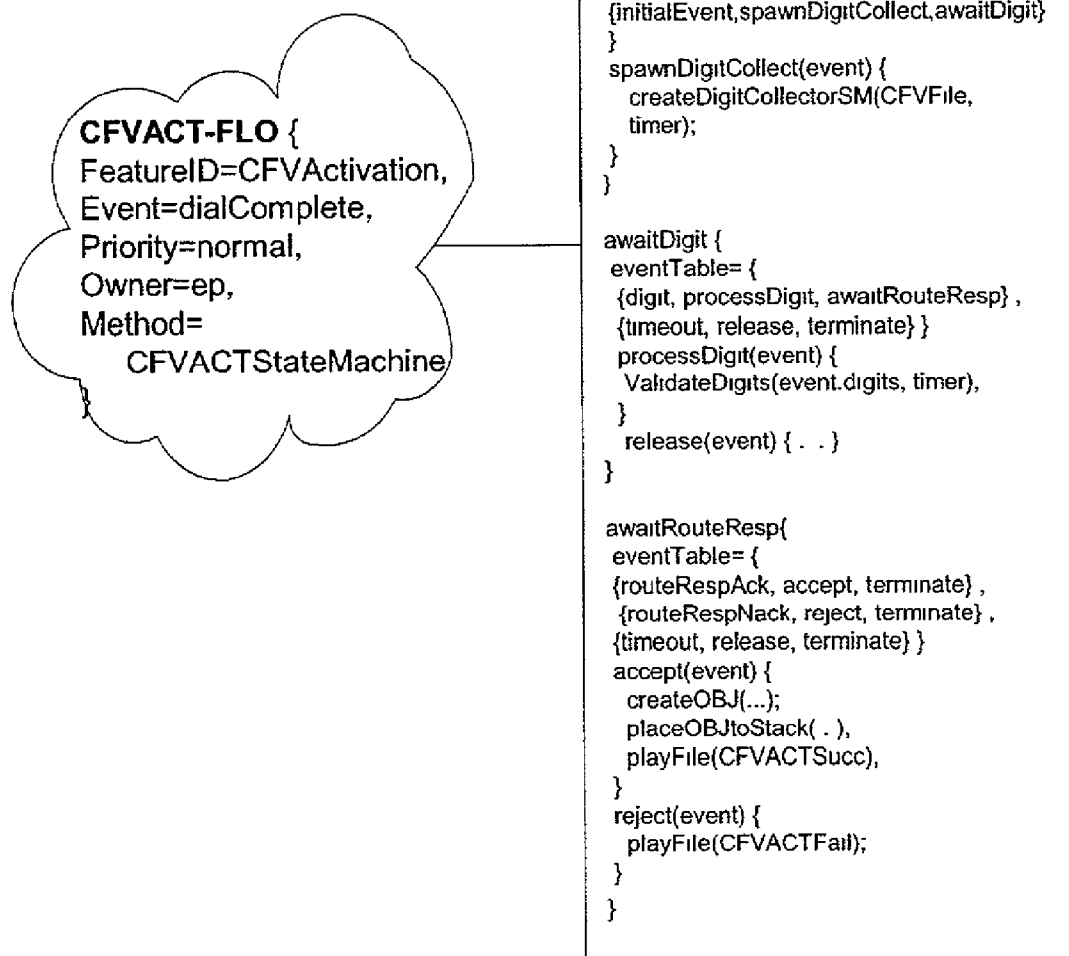 CFVACT-FLO {
FeatureID=CFVActivation,
Event=dialComplete,
Priority=normal,
Owner=ep,
Method=
CFVACTStateMachine
}
{initialEvent,spawnDigitCollect,awaitDigit}
}
spawnDigitCollect(event) {
createDigitCollectorSM(CFVFile,
timer);
}
}
awaitDigit {
eventTable= {
{digit, processDigit, awaitRouteResp} ,
{timeout, release, terminate} }
processDigit(event) {
ValidateDigits(event.digits, timer),
}
release(event) { . . }
}
awaitRouteResp{
eventTable= {
{routeRespAck, accept, terminate} ,
{routeRespNack, reject, terminate} ,
{timeout, release, terminate} }
accept(event) {
createOBJ(...);
placeOBJtoStack( . ),
playFile(CFVACTSucc),
}
reject(event) {
playFile(CFVACTFail);
}
}